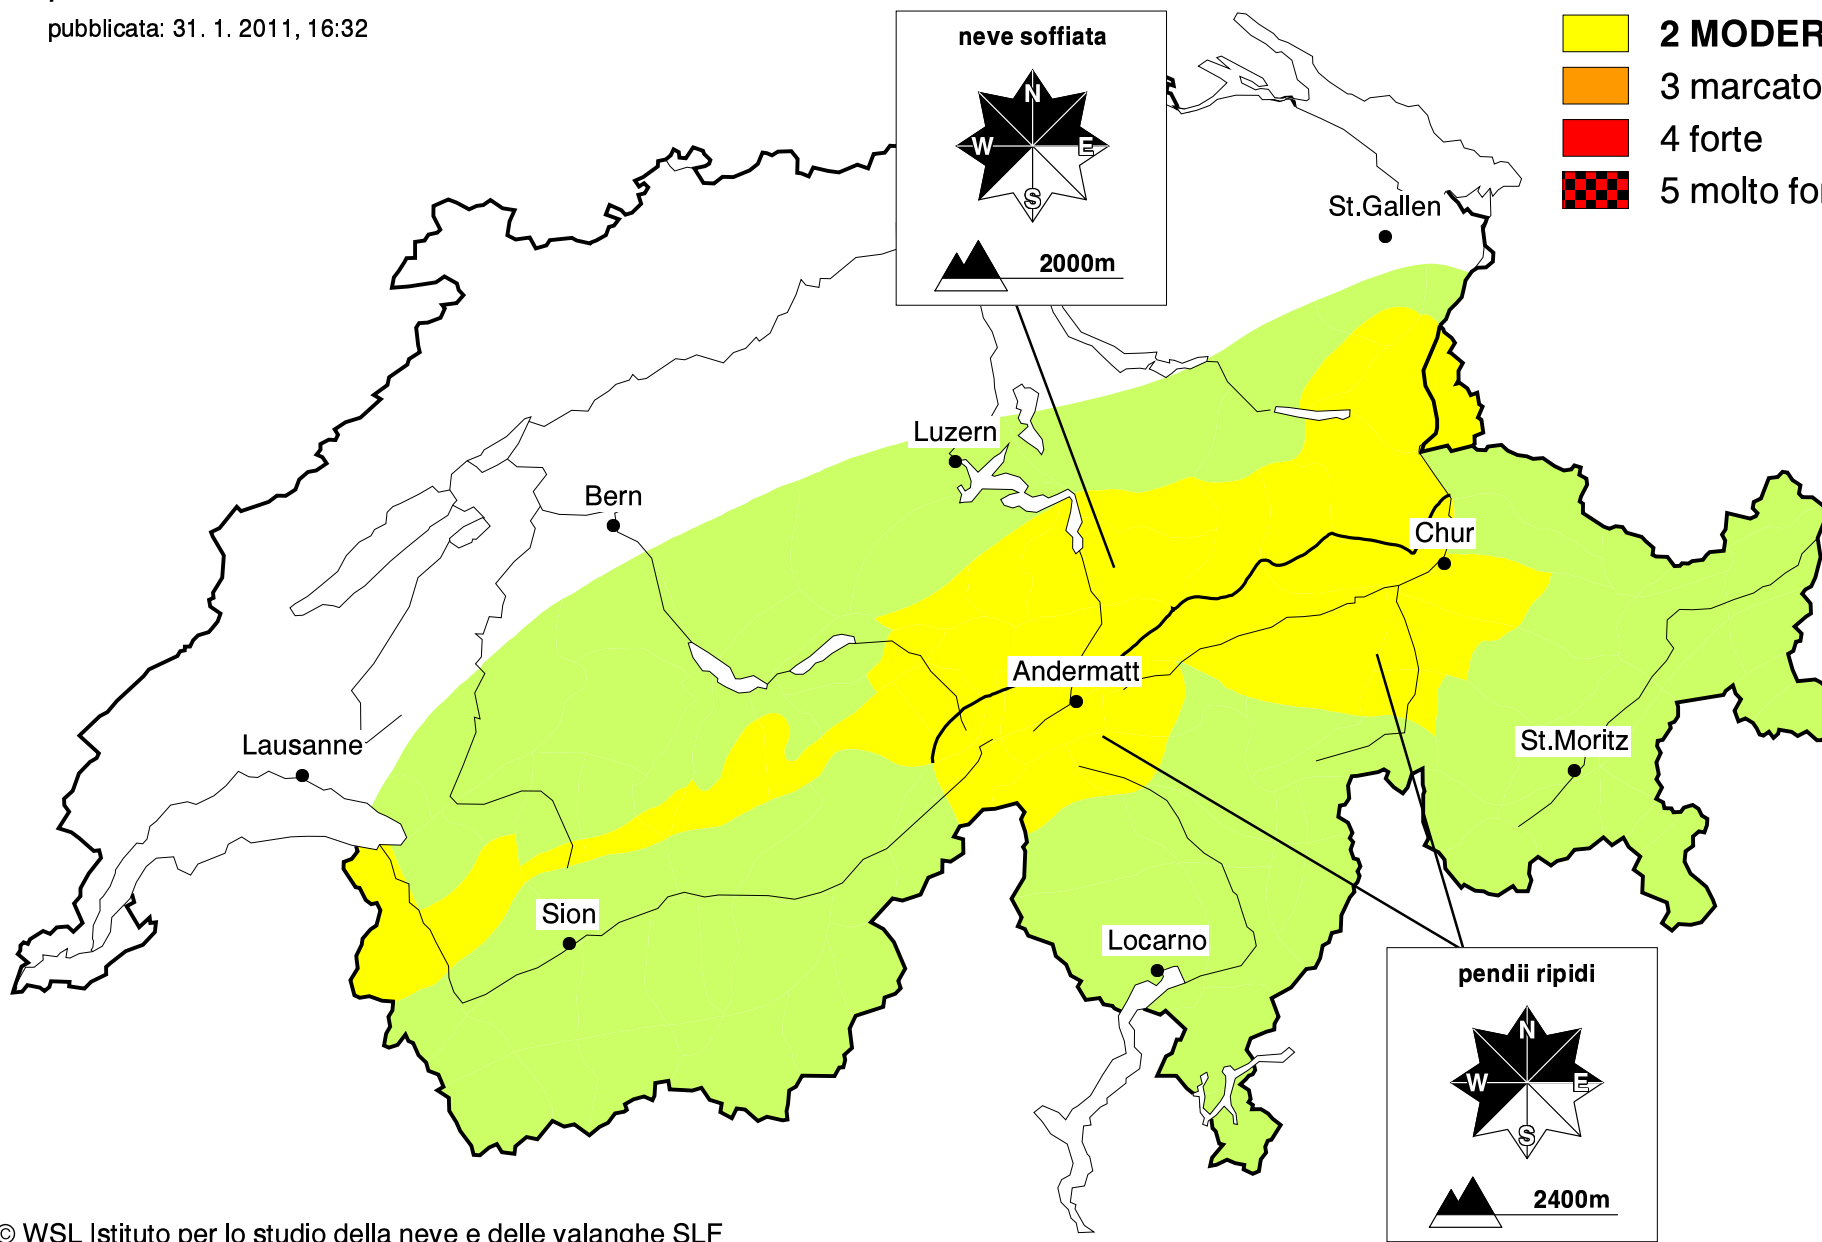 pubblicata: 31. 1. 2011, 16:32
neve soffiata
N
W
E
S
2000m
2 MODER
3 marcato
4 forte
5 molto for
St.Gallen
Luzern
Bern
Chur
Andermatt
Lausanne
St.Moritz
Sion
Locarno
pendii ripidi
N
W
E
S
2400m
© WSL Istituto per lo studio della neve e delle valanghe SLF